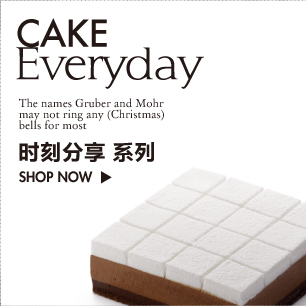 CAKE
Everyday
The names Gruber and Mohr
may not ring any (Christmas)
bells for most
时刻分享 系列
SHOP NOW ▶